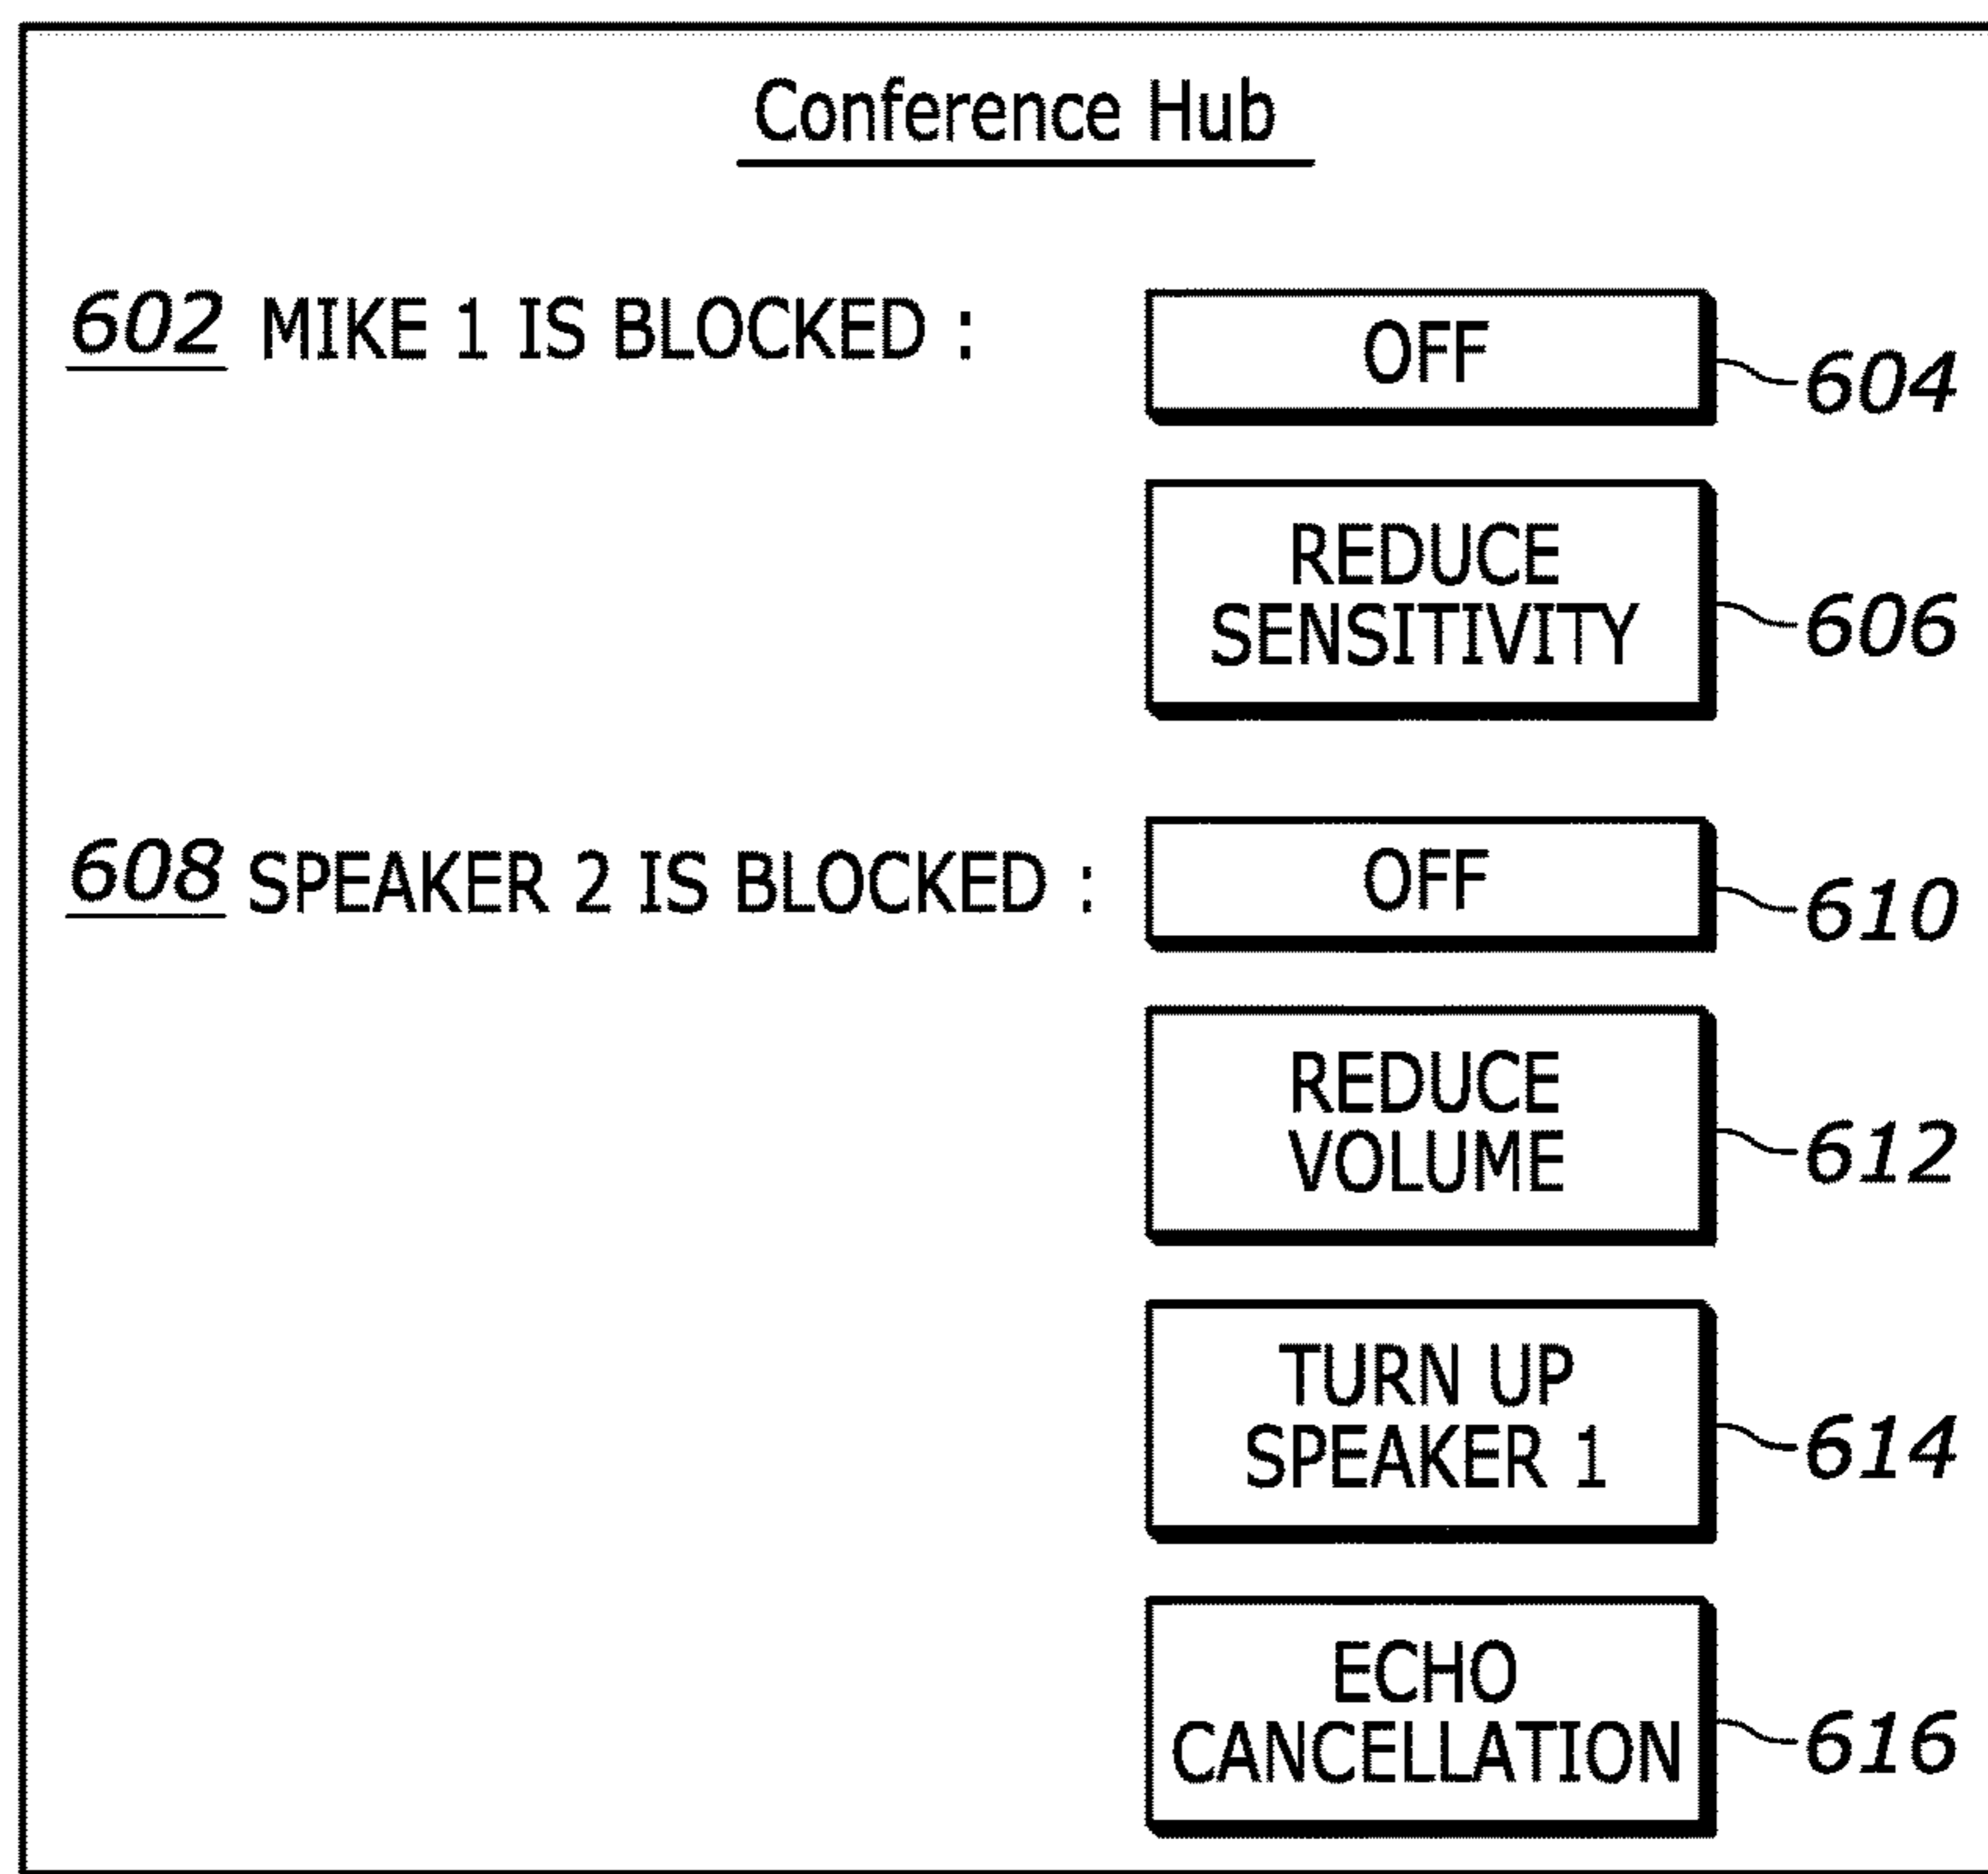 Conference Hub
602 MIKE 1 IS BLOCKED :
OFF
604
REDUCE
SENSITIVITY
606
608 SPEAKER 2 IS BLOCKED :
OFF
610
REDUCE
VOLUME
612
TURN UP
SPEAKER 1
614
ECHO
CANCELLATION
616